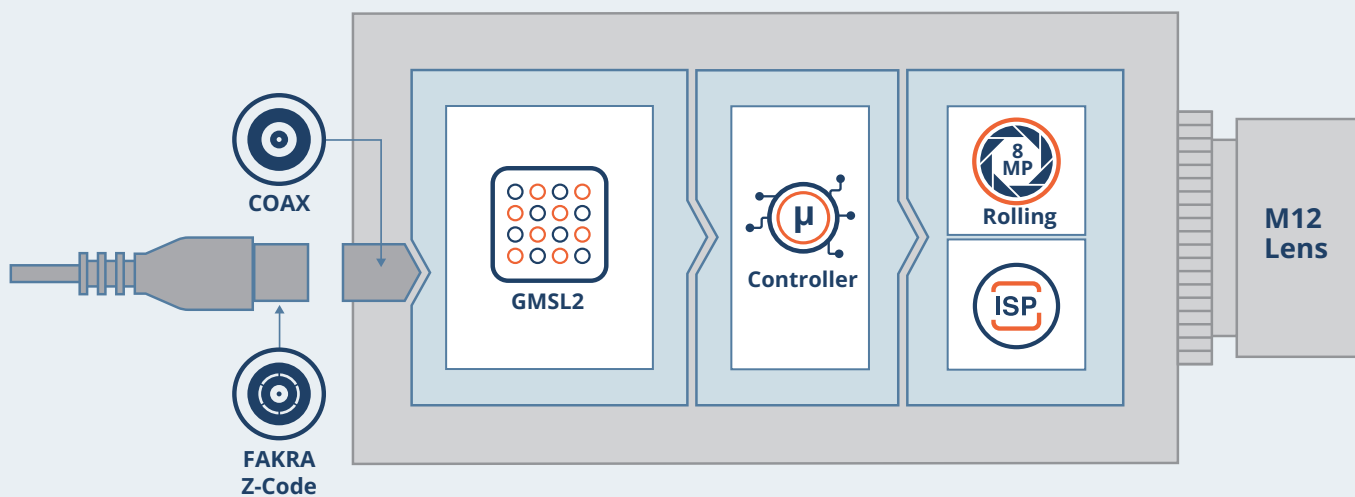 COAX
FAKRA
Z-Code
GMSL2
µ
Controller
8
MP
Rolling
ISP
M12
Lens